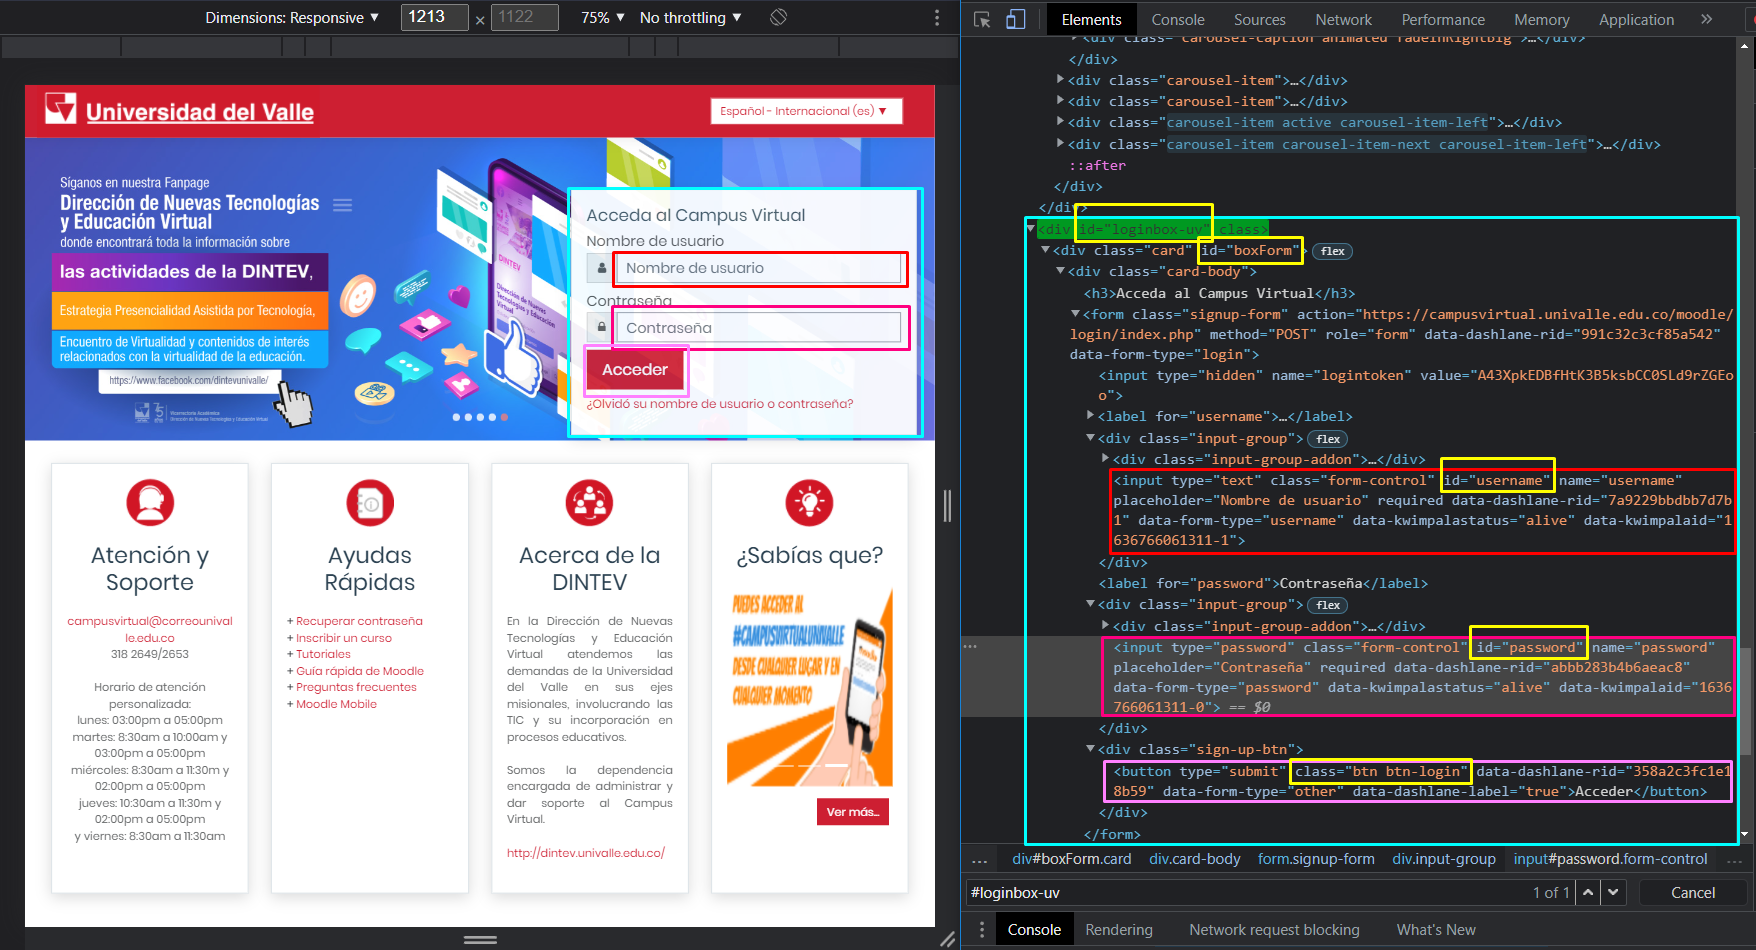 Dimensions: Responsive ▼ 1213 × 1122 75% ▼ No throttling ▼
Universidad del Valle
Español - Internacional (es) ▼
Síganos en nuestra Fanpage
Dirección de Nuevas Tecnologías
y Educación Virtual
donde encontrará toda la información sobre
las actividades de la DINTEV,
Estrategia Presencialidad Asistida por Tecnología,
Encuentro de Virtualidad y contenidos de interés
relacionados con la virtualidad de la educación.
https://www.facebook.com/dintevunivalle/
Acceda al Campus Virtual
Nombre de usuario
Nombre de usuario
Contraseña
Contraseña
Acceder
¿Olvidó su nombre de usuario o contraseña?
Atención y
Soporte
campusvirtual@correounival
le.edu.co
318 2649/2653
Horario de atención
personalizada:
lunes: 03:00pm a 05:00pm
martes: 8:30am a 10:00am y
03:00pm a 05:00pm
miércoles: 8:30am a 11:30m y
02:00pm a 05:00pm
jueves: 10:30am a 11:30m y
02:00pm a 05:00pm
y viernes: 8:30am a 11:30am
Ayudas
Rápidas
+ Recuperar contraseña
+ Inscribir un curso
+ Tutoriales
+ Guía rápida de Moodle
+ Preguntas frecuentes
+ Moodle Mobile
Acerca de la
DINTEV
En la Dirección de Nuevas
Tecnologías y Educación
Virtual atendemos las
demandas de la Universidad
del Valle en sus ejes
misionales, involucrando las
TIC y su incorporación en
procesos educativos.
Somos la dependencia
encargada de administrar y
dar soporte al Campus
Virtual.
http://dintev.univalle.edu.co/
¿Sabías que?
PUEDES ACCEDER AL
#CAMPUSVIRTUALUNIVALLE
DESDE CUALQUIER LUGAR Y EN
CUALQUIER MOMENTO
Ver más...
Elements Console Sources Network Performance Memory Application »
<div class="carousel-caption animated fadeInRightBig">…</div>
</div>
<div class="carousel-item">…</div>
<div class="carousel-item">…</div>
<div class="carousel-item active carousel-item-left">…</div>
<div class="carousel-item carousel-item-next carousel-item-left">…</div>
::after
</div>
</div>
<div id="loginbox-uv" class>
<div class="card" id="boxForm"> flex
<div class="card-body">
<h3>Acceda al Campus Virtual</h3>
<form class="signup-form" action="https://campusvirtual.univalle.edu.co/moodle/
login/index.php" method="POST" role="form" data-dashlane-rid="991c32c3cf85a542"
data-form-type="login">
<input type="hidden" name="logintoken" value="A43XpkEDBfHtK3B5ksbCC0SLd9rZGEo
o">
<label for="username">…</label>
<div class="input-group"> flex
<div class="input-group-addon">…</div>
<input type="text" class="form-control" id="username" name="username"
placeholder="Nombre de usuario" required data-dashlane-rid="7a9229bbdbb7d7b
1" data-form-type="username" data-kwimpalastatus="alive" data-kwimpalaid="1
636766061311-1">
</div>
<label for="password">Contraseña</label>
<div class="input-group"> flex
<div class="input-group-addon">…</div>
<input type="password" class="form-control" id="password" name="password"
placeholder="Contraseña" required data-dashlane-rid="abbb283b4b6aeac8"
data-form-type="password" data-kwimpalastatus="alive" data-kwimpalaid="1636
766061311-0"> == $0
</div>
<div class="sign-up-btn">
<button type="submit" class="btn btn-login" data-dashlane-rid="358a2c3fc1e1
8b59" data-form-type="other" data-dashlane-label="true">Acceder</button>
</div>
</form>
... div#boxForm.card div.card-body form.signup-form div.input-group input#password.form-control ...
#loginbox-uv 1 of 1 Cancel
Console Rendering Network request blocking What's New